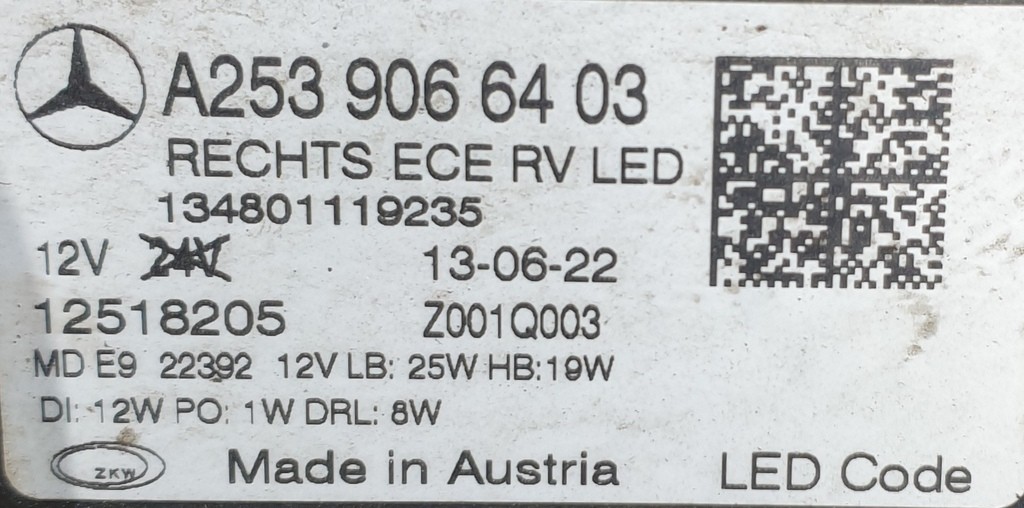 A253 906 64 03
RECHTS ECE RV LED
134801119235
12V 24V 13-06-22
12518205 Z001Q003
MD E9 22392 12V LB: 25W HB:19W
DI: 12W PO: 1W DRL: 8W
ZKW Made in Austria LED Code